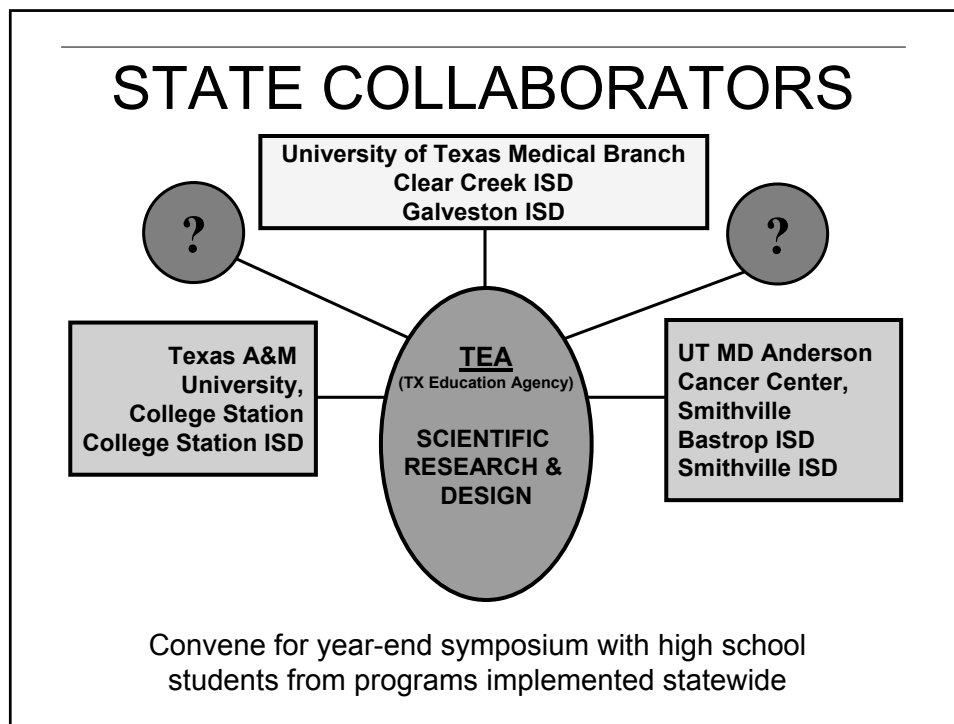 STATE COLLABORATORS
University of Texas Medical Branch
Clear Creek ISD
Galveston ISD
?
?
Texas A&M
University,
College Station
College Station ISD
TEA
(TX Education Agency)
SCIENTIFIC
RESEARCH &
DESIGN
UT MD Anderson
Cancer Center,
Smithville
Bastrop ISD
Smithville ISD
Convene for year-end symposium with high school
students from programs implemented statewide